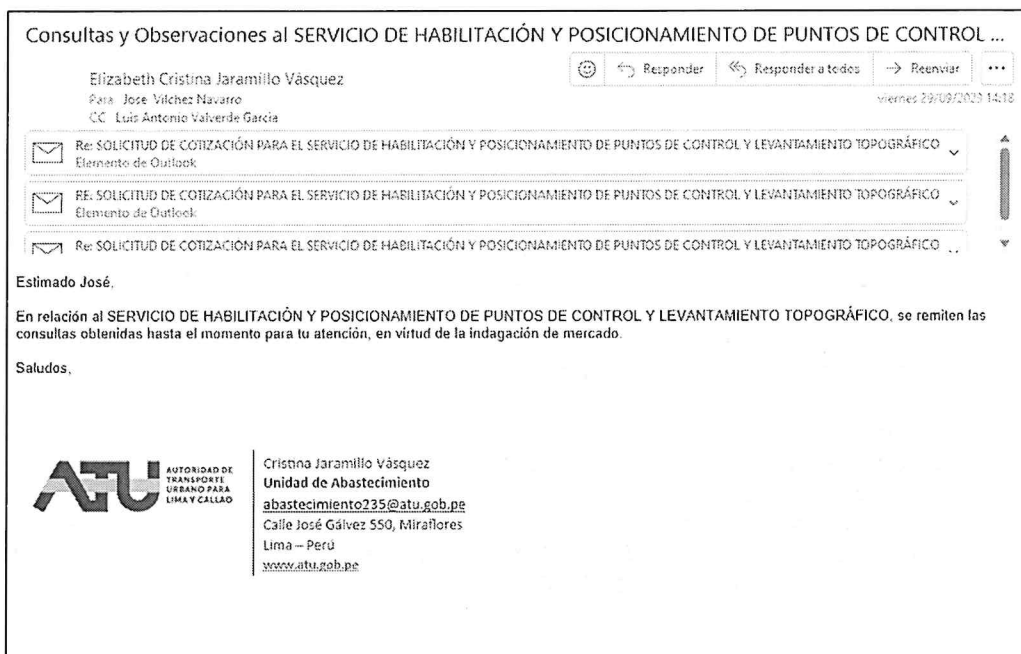 Consultas y Observaciones al SERVICIO DE HABILITACIÓN Y POSICIONAMIENTO DE PUNTOS DE CONTROL ...
Elizabeth Cristina Jaramillo Vásquez
Responder
Responder a todos
Reenviar
Para Jose Vilchez Navarro
viernes 29/09/2023 14:18
CC Luis Antonio Valverde Garcia
Re: SOLICITUD DE COTIZACIÓN PARA EL SERVICIO DE HABILITACIÓN Y POSICIONAMIENTO DE PUNTOS DE CONTROL Y LEVANTAMIENTO TOPOGRÁFICO
Elemento de Outlook
RE: SOLICITUD DE COTIZACIÓN PARA EL SERVICIO DE HABILITACIÓN Y POSICIONAMIENTO DE PUNTOS DE CONTROL Y LEVANTAMIENTO TOPOGRÁFICO
Elemento de Outlook
Re: SOLICITUD DE COTIZACIÓN PARA EL SERVICIO DE HABILITACIÓN Y POSICIONAMIENTO DE PUNTOS DE CONTROL Y LEVANTAMIENTO TOPOGRÁFICO
Estimado José,
En relación al SERVICIO DE HABILITACIÓN Y POSICIONAMIENTO DE PUNTOS DE CONTROL Y LEVANTAMIENTO TOPOGRÁFICO, se remiten las
consultas obtenidas hasta el momento para tu atención, en virtud de la indagación de mercado.
Saludos,
ATU
AUTORIDAD DE
TRANSPORTE
URBANO PARA
LIMA Y CALLAO
Cristina Jaramillo Vásquez
Unidad de Abastecimiento
abastecimiento235@atu.gob.pe
Calle José Gálvez 550, Miraflores
Lima – Perú
www.atu.gob.pe